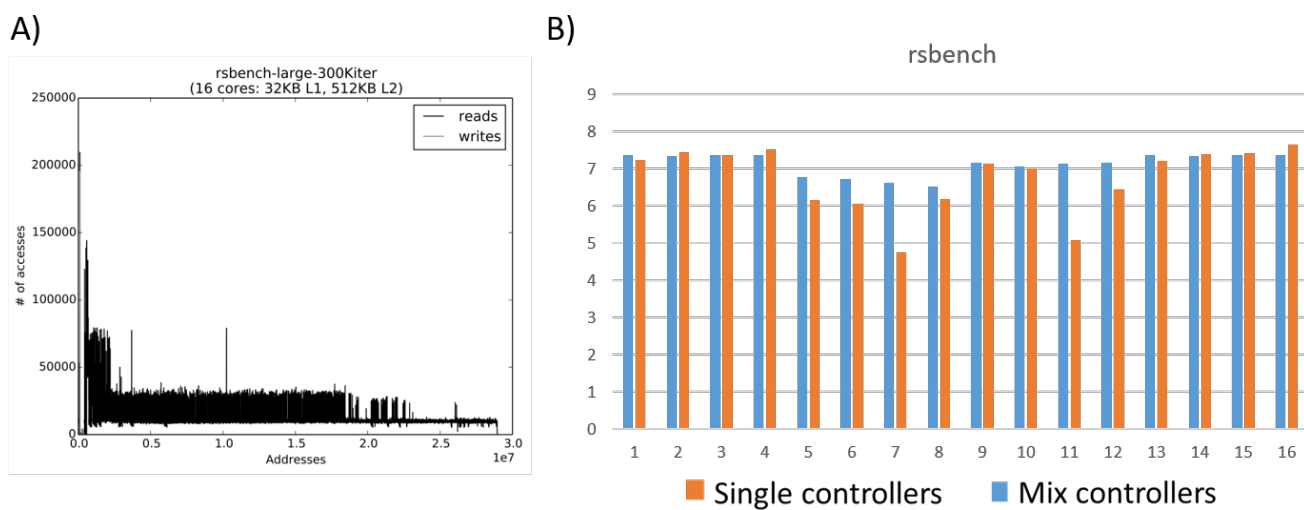 A)
rsbench-large-300Kiter
(16 cores: 32KB L1, 512KB L2)
250000
200000
150000
100000
50000
0
# of accesses
reads
writes
0.0 0.5 1.0 1.5 2.0 2.5 3.0
1e7
Addresses
B)
rsbench
9
8
7
6
5
4
3
2
1
0
1 2 3 4 5 6 7 8 9 10 11 12 13 14 15 16
Single controllers Mix controllers